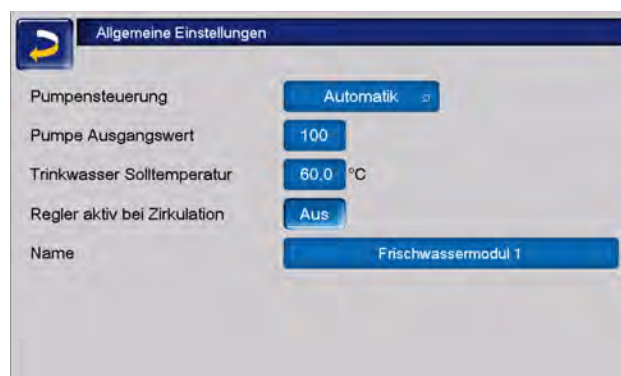 Allgemeine Einstellungen
Pumpensteuerung Automatik
Pumpe Ausgangswert 100
Trinkwasser Solltemperatur 60.0 °C
Regler aktiv bei Zirkulation Aus
Name Frischwassermodul 1